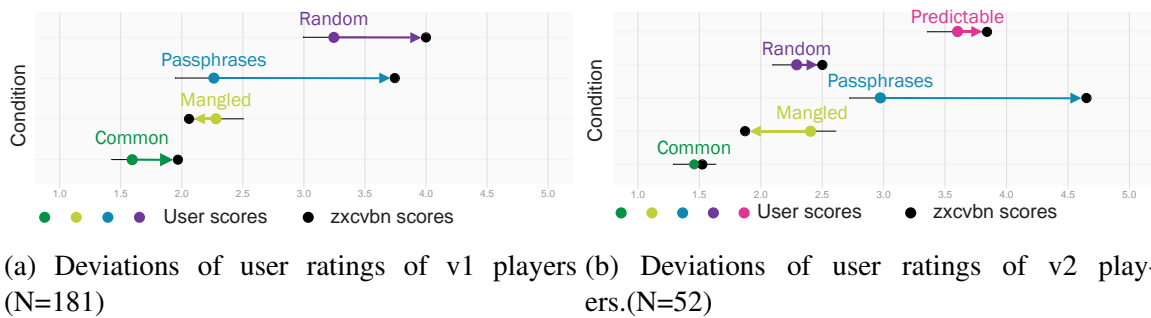 Random
Passphrases
Mangled
Common
Condition
1.0 1.5 2.0 2.5 3.0 3.5 4.0 4.5 5.0
User scores zxcvbn scores
(a) Deviations of user ratings of v1 players
(N=181)
Predictable
Random
Passphrases
Mangled
Common
Condition
1.0 1.5 2.0 2.5 3.0 3.5 4.0 4.5 5.0
User scores zxcvbn scores
(b) Deviations of user ratings of v2 play-
ers.(N=52)